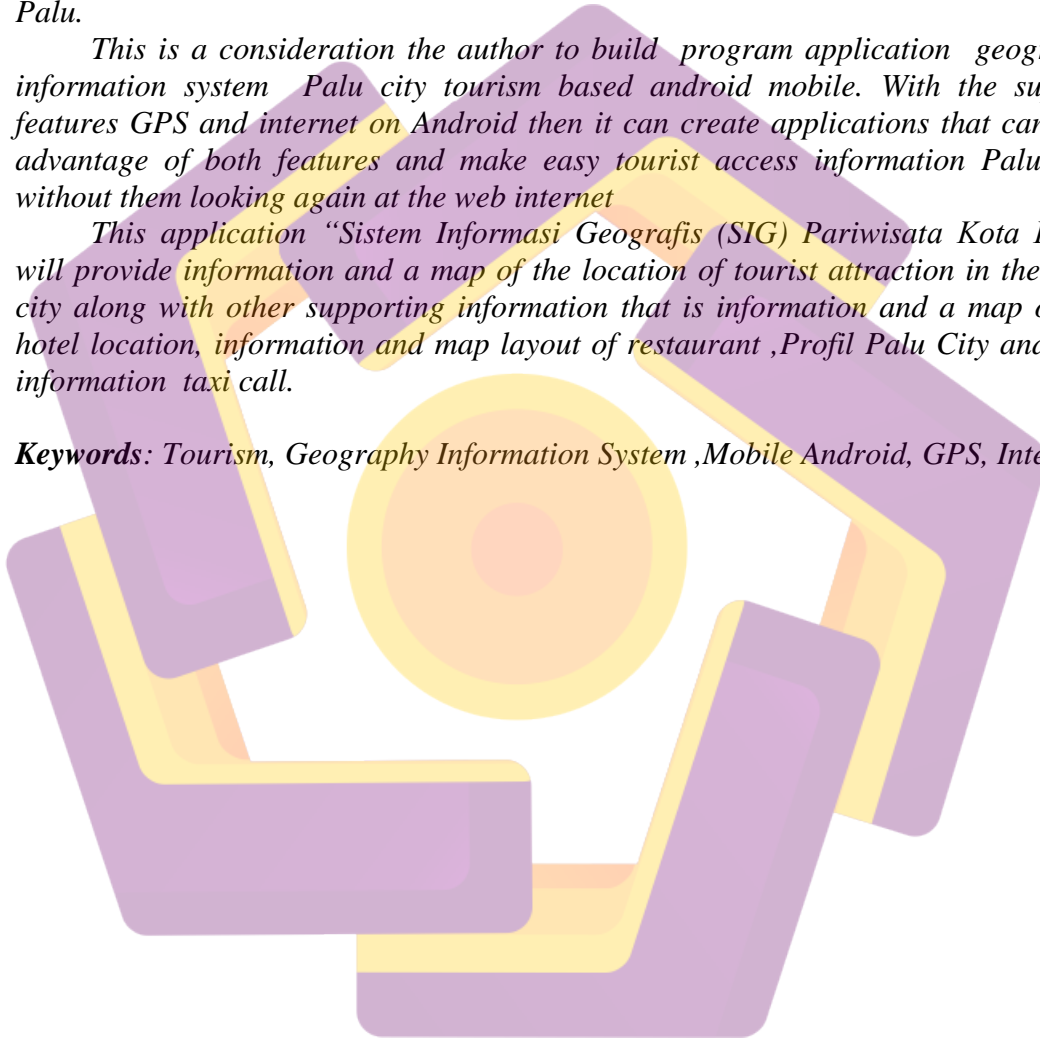 Palu.
This is a consideration the author to build program application
information system Palu city tourism based android mobile. With the
features GPS and internet on Android then it can create applications that
advantage of both features and make easy tourist access information Palu
without them looking again at the web internet
This application “Sistem Informasi Geografis (SIG) Pariwisata Kota
will provide information and a map of the location of tourist attraction in the
city along with other supporting information that is information and a map
hotel location, information and map layout of restaurant ,Profil Palu City and
information taxi call.
Keywords: Tourism, Geography Information System ,Mobile Android, GPS,